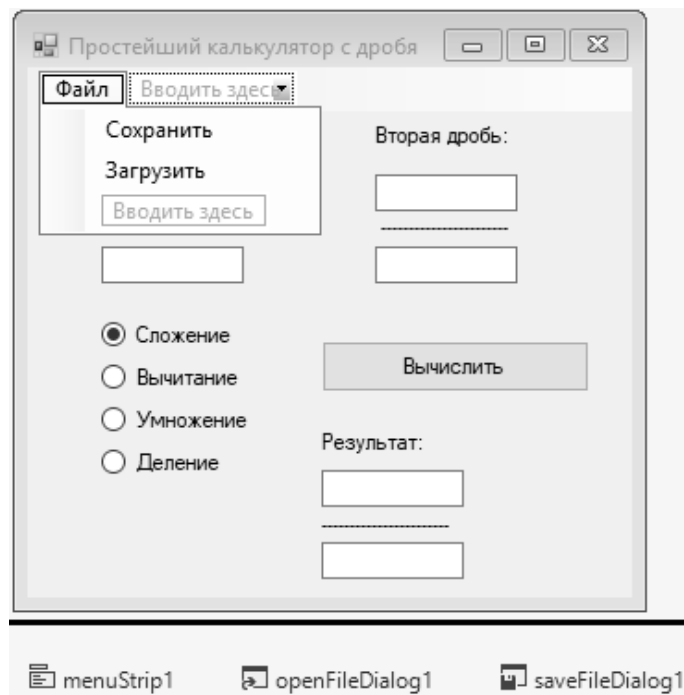 Простейший калькулятор с дробя
Файл Вводить здесь
Сохранить
Загрузить
Вводить здесь
Вторая дробь:
-----------------------
Сложение
Вычитание
Умножение
Деление
Вычислить
Результат:
-----------------------
menuStrip1 openFileDialog1 saveFileDialog1